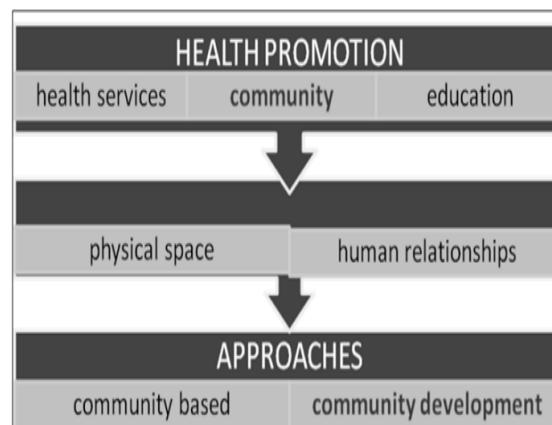 HEALTH PROMOTION
health services community education
physical space human relationships
APPROACHES
community based community development